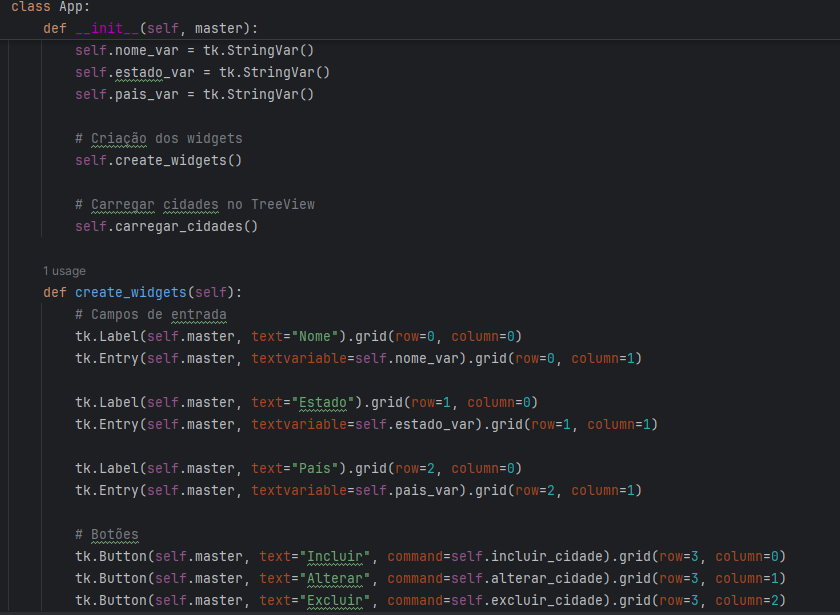 class App:
    def __init__(self, master):
        self.nome_var = tk.StringVar()
        self.estado_var = tk.StringVar()
        self.pais_var = tk.StringVar()

        # Criação dos widgets
        self.create_widgets()

        # Carregar cidades no TreeView
        self.carregar_cidades()

    1 usage
    def create_widgets(self):
        # Campos de entrada
        tk.Label(self.master, text="Nome").grid(row=0, column=0)
        tk.Entry(self.master, textvariable=self.nome_var).grid(row=0, column=1)

        tk.Label(self.master, text="Estado").grid(row=1, column=0)
        tk.Entry(self.master, textvariable=self.estado_var).grid(row=1, column=1)

        tk.Label(self.master, text="País").grid(row=2, column=0)
        tk.Entry(self.master, textvariable=self.pais_var).grid(row=2, column=1)

        # Botões
        tk.Button(self.master, text="Incluir", command=self.incluir_cidade).grid(row=3, column=0)
        tk.Button(self.master, text="Alterar", command=self.alterar_cidade).grid(row=3, column=1)
        tk.Button(self.master, text="Excluir", command=self.excluir_cidade).grid(row=3, column=2)